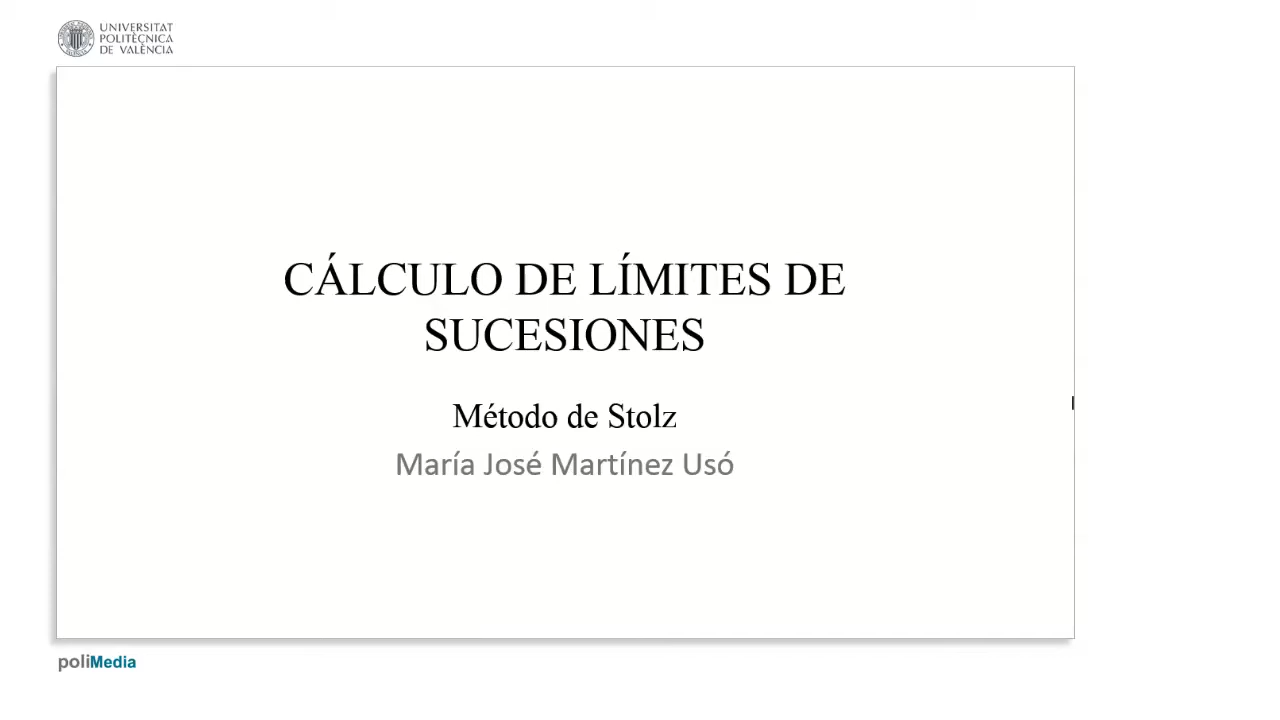 UNIVERSITAT
POLITÈCNICA
DE VALÈNCIA
CÁLCULO DE LÍMITES DE
SUCESIONES
Método de Stolz
María José Martínez Usó
poliMedia